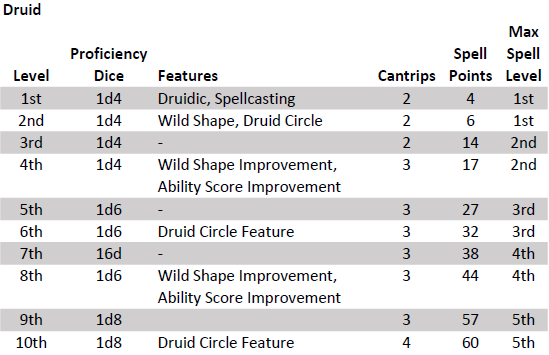 Druid
Level Proficiency Dice Features Cantrips Spell Points Max Spell Level
1st 1d4 Druidic, Spellcasting 2 4 1st
2nd 1d4 Wild Shape, Druid Circle 2 6 1st
3rd 1d4 - 2 14 2nd
4th 1d4 Wild Shape Improvement, 3 17 2nd
Ability Score Improvement
5th 1d6 - 3 27 3rd
6th 1d6 Druid Circle Feature 3 32 3rd
7th 16d - 3 38 4th
8th 1d6 Wild Shape Improvement, 3 44 4th
Ability Score Improvement
9th 1d8 3 57 5th
10th 1d8 Druid Circle Feature 4 60 5th